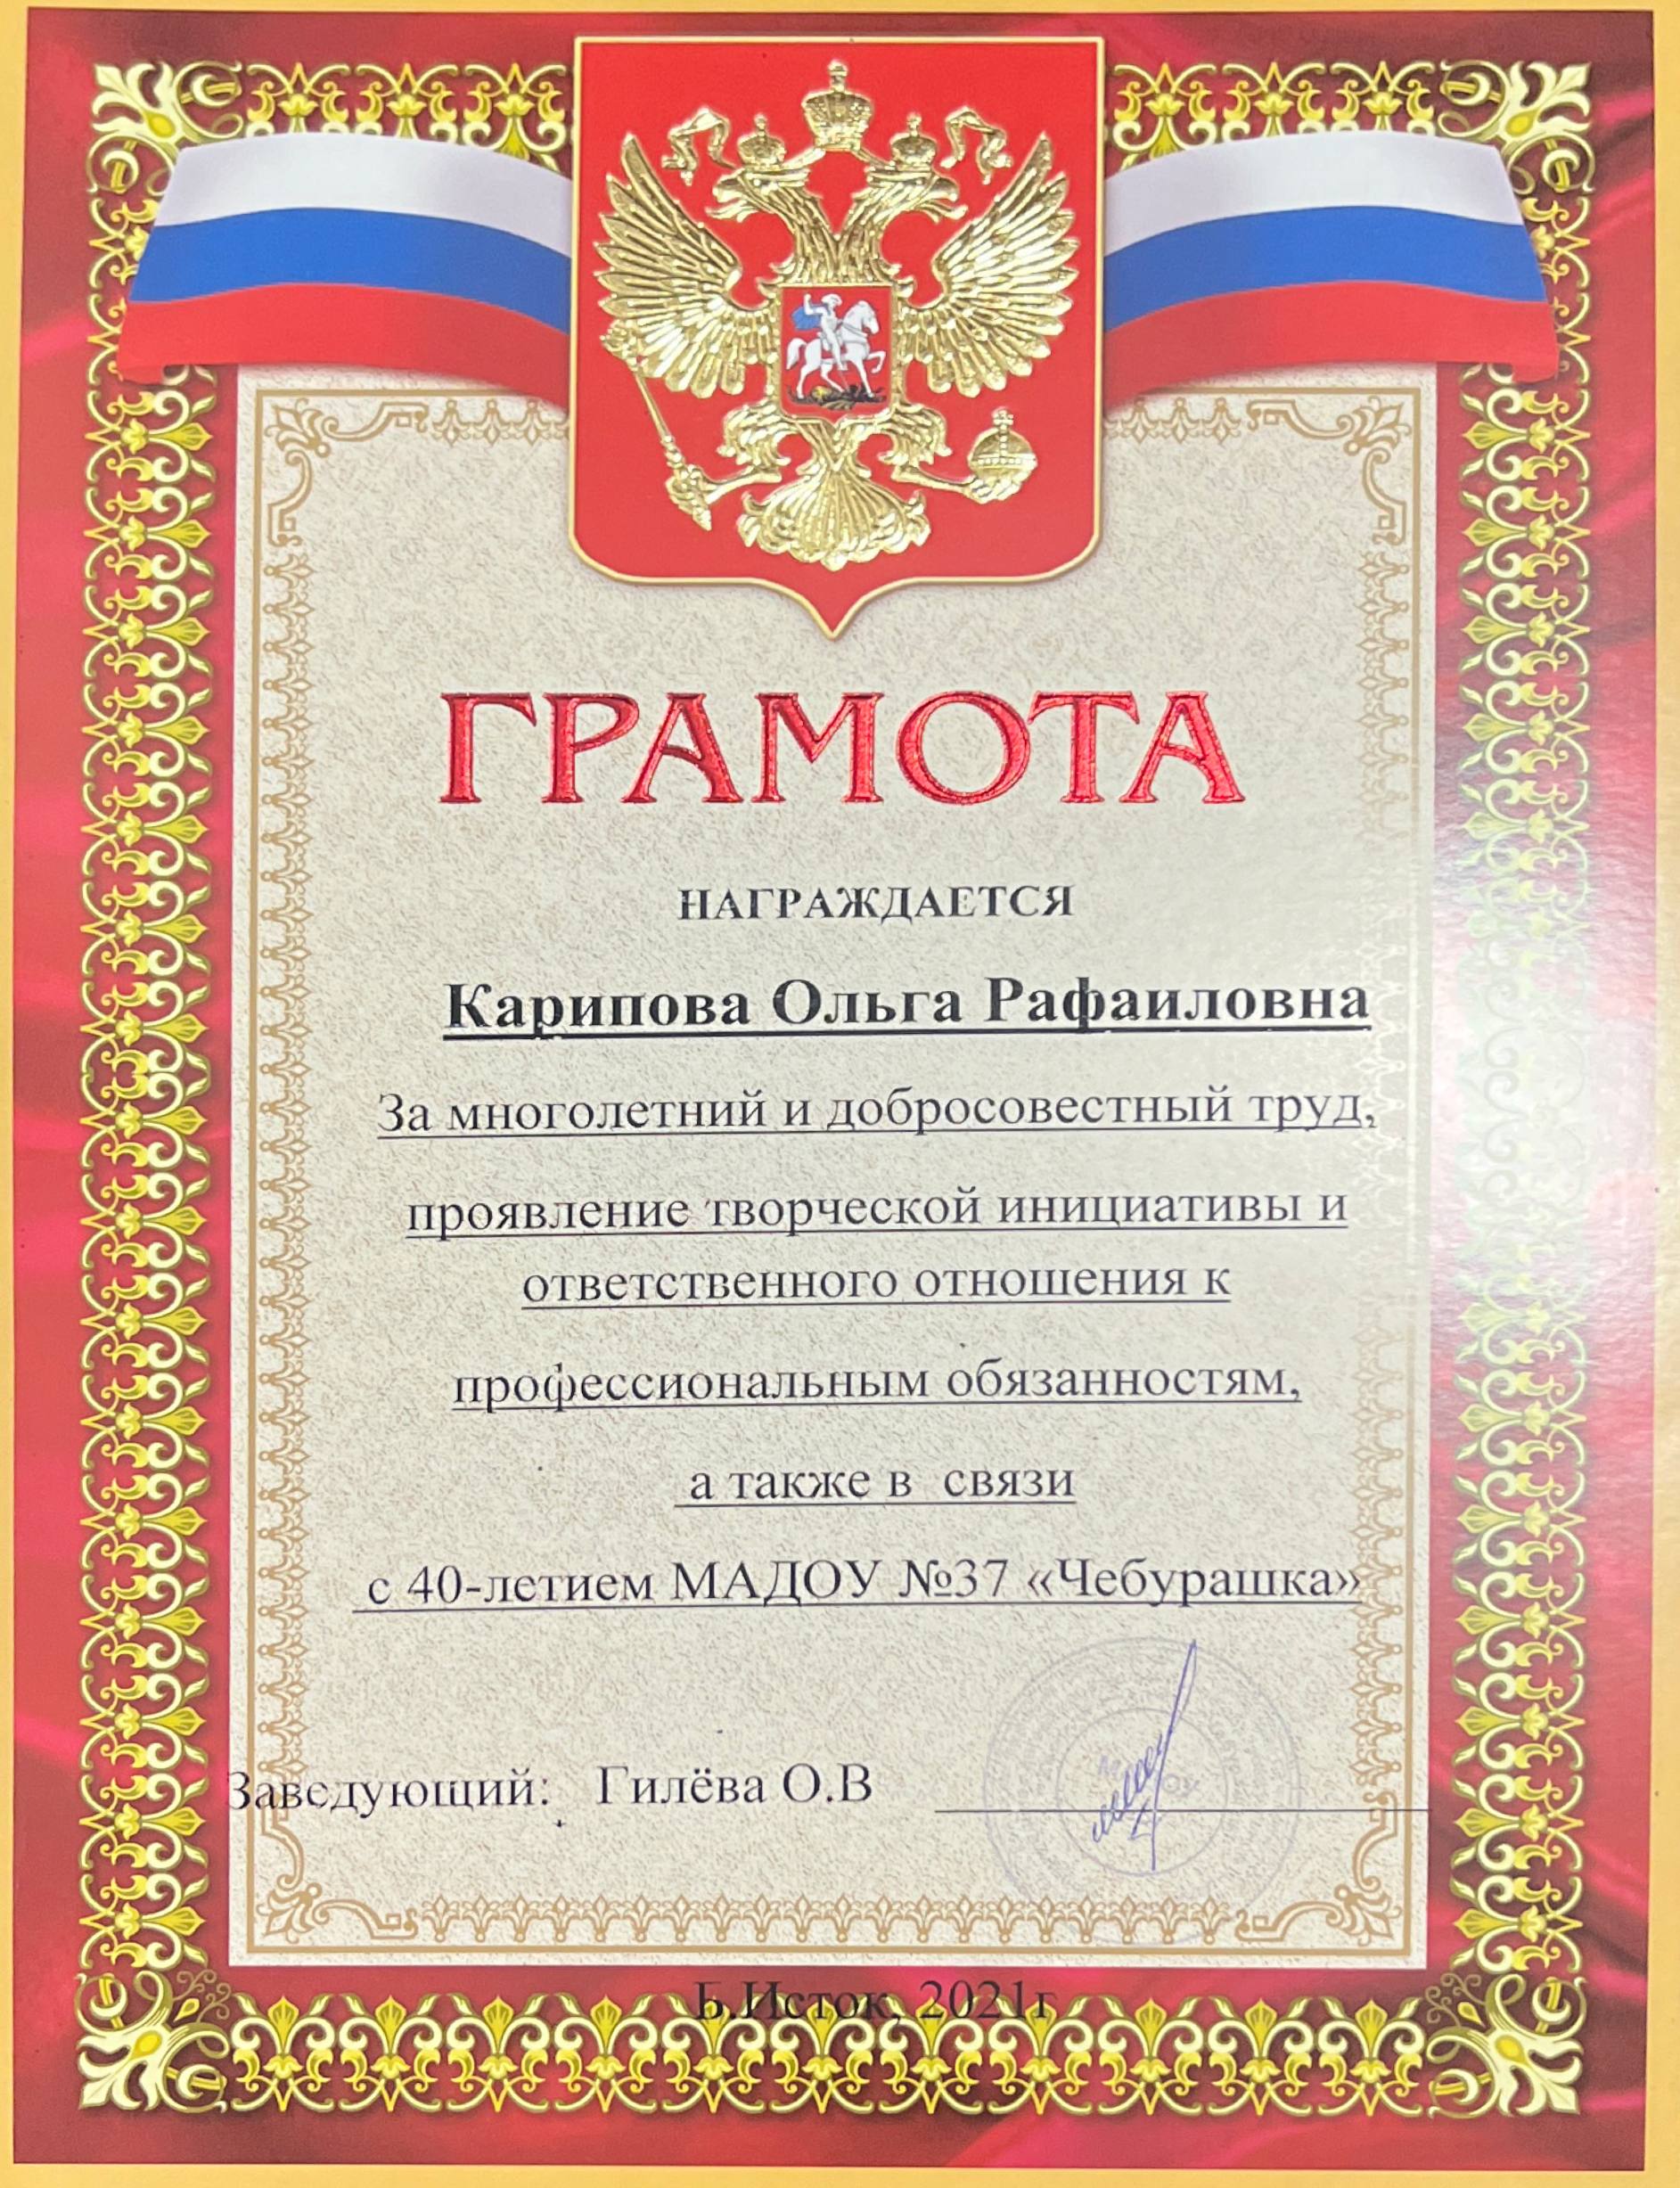 ГРАМОТА
НАГРАЖДАЕТСЯ
Карипова Ольга Рафаиловна
За многолетний и добросовестный труд,
проявление творческой инициативы и
ответственного отношения к
профессиональным обязанностям,
а также в связи
с 40-летием МАДОУ №37 «Чебурашка»
Заведующий: Гилёва О.В
Б.Исток, 2021г